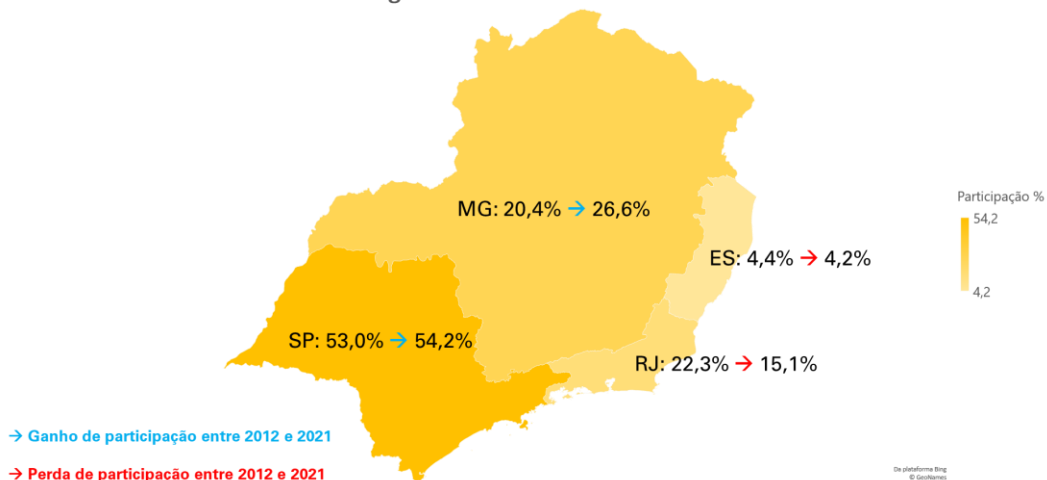 MG: 20,4% → 26,6%
Participação %
54,2
ES: 4,4% → 4,2%
4,2
SP: 53,0% → 54,2%
RJ: 22,3% → 15,1%
→ Ganho de participação entre 2012 e 2021
→ Perda de participação entre 2012 e 2021
Da plataforma Bing
© GeoNames